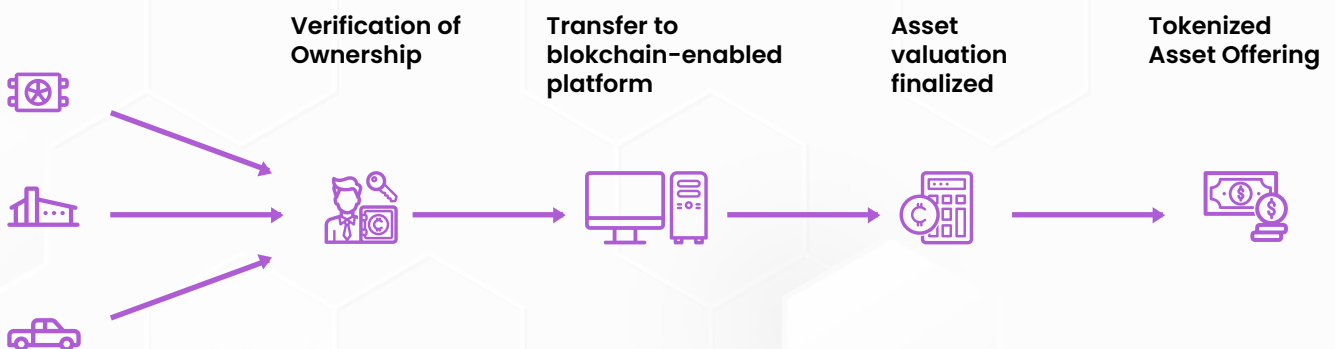 Verification of
Ownership
Transfer to
blokchain-enabled
platform
Asset
valuation
finalized
Tokenized
Asset Offering